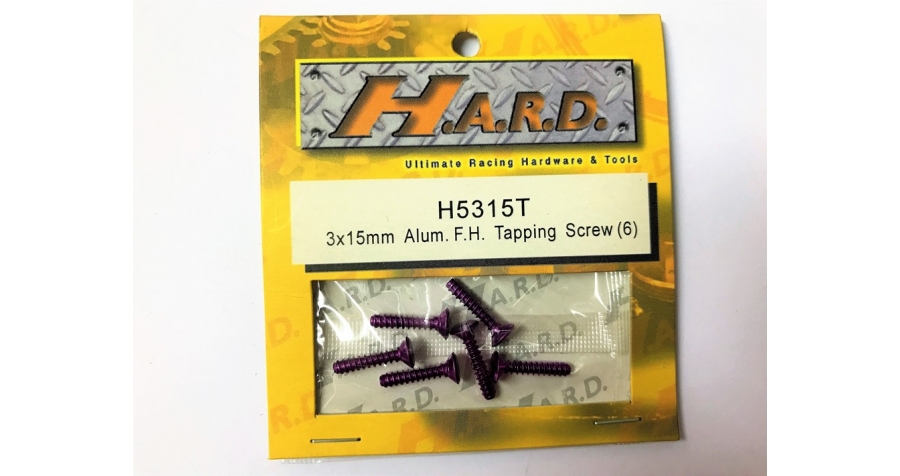 H.A.R.D.
Ultimate Racing Hardware & Tools
H5315T
3x15mm Alum. F.H. Tapping Screw (6)
H.A.R.D.